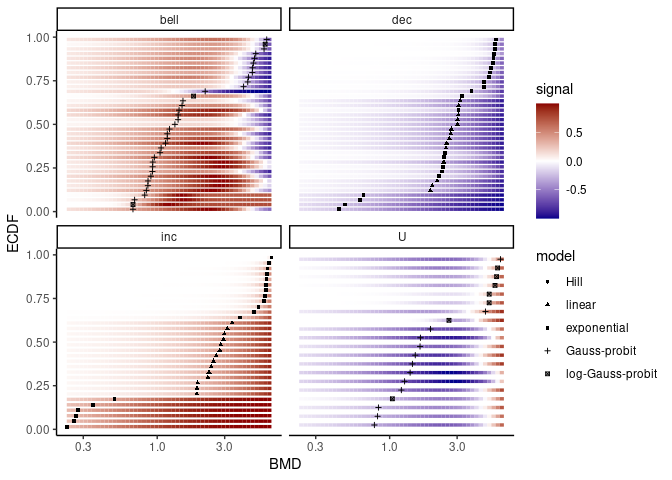 bell
dec
1.00
0.75
0.50
0.25
0.00
inc
U
1.00
0.75
0.50
0.25
0.00
0.3
1.0
3.0
0.3
1.0
3.0
BMD
ECDF
signal
0.5
0.0
-0.5
model
Hill
linear
exponential
Gauss-probit
log-Gauss-probit